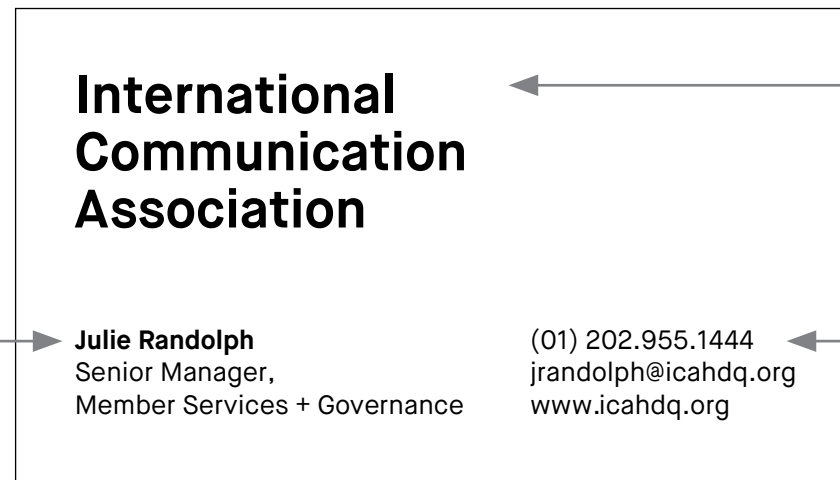 International
Communication
Association
Julie Randolph
Senior Manager,
Member Services + Governance
(01) 202.955.1444
jrandolph@icahdq.org
www.icahdq.org